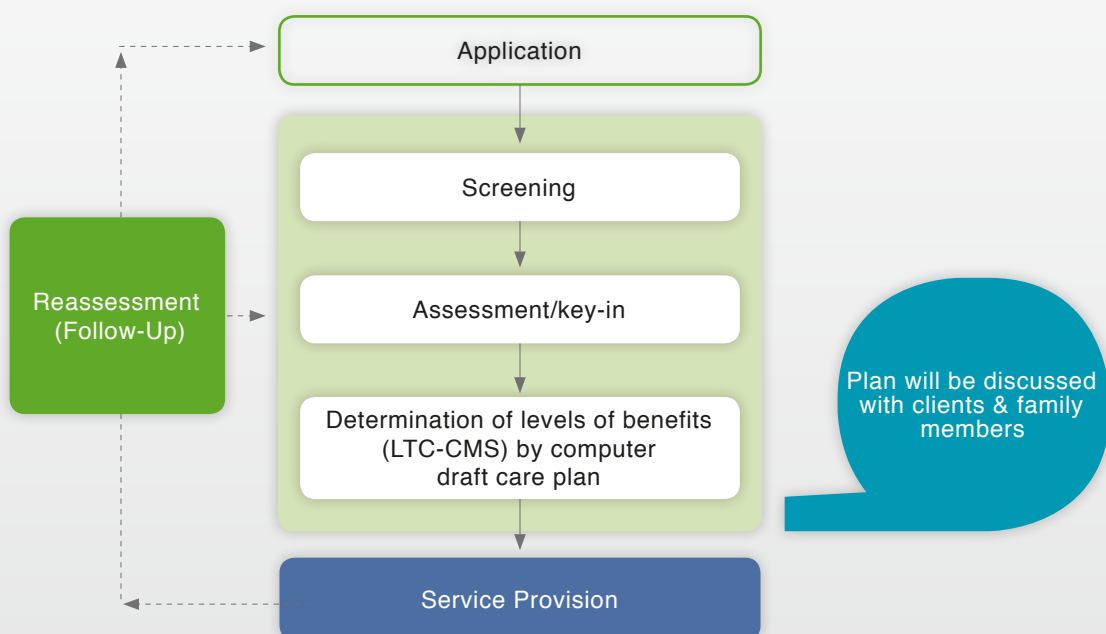 Application
Screening
Reassessment
(Follow-Up)
Assessment/key-in
Determination of levels of benefits
(LTC-CMS) by computer
draft care plan
Plan will be discussed
with clients & family
members
Service Provision